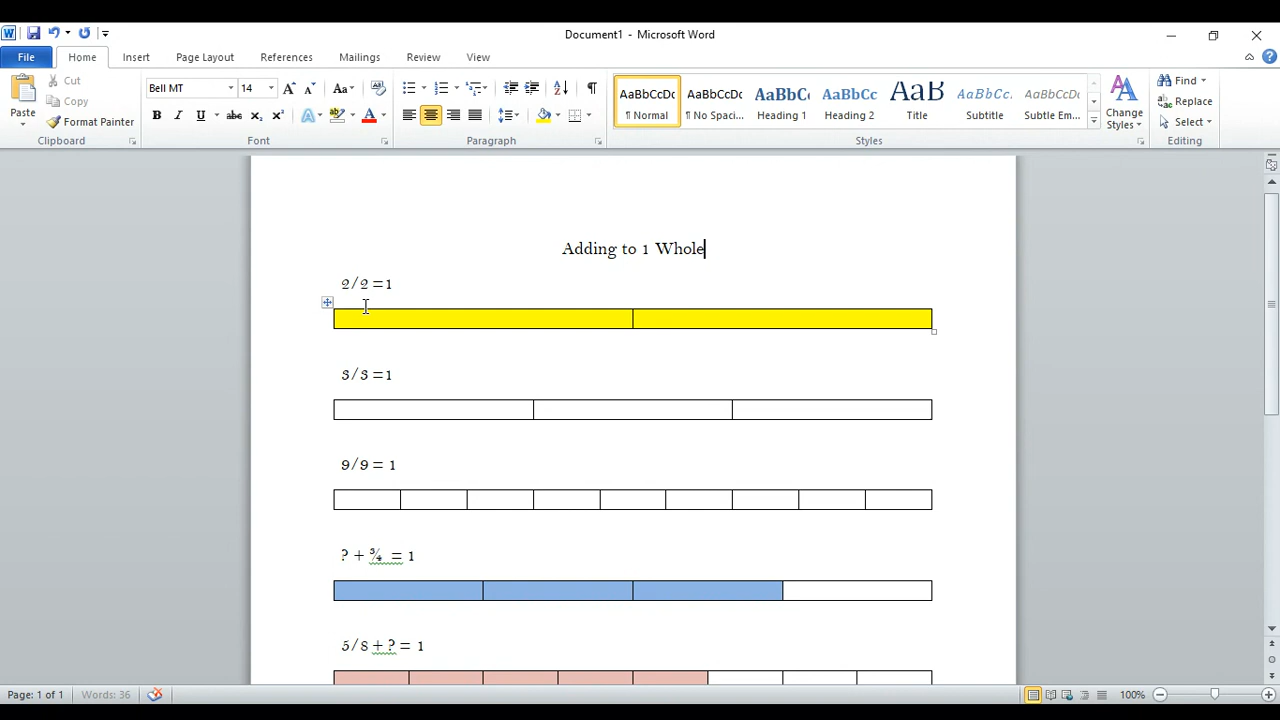 Document1 - Microsoft Word
File Home Insert Page Layout References Mailings Review View
Paste
Cut
Copy
Format Painter
Clipboard
Bell MT 14
Font
Paragraph
AaBbCcDc AaBbCcDc AaBbCc AaBbCc AaB AaBbCc. AaBbCcDc
¶ Normal ¶ No Spaci... Heading 1 Heading 2 Title Subtitle Subtle Em...
Change Styles
Styles
Find
Replace
Select
Editing
Adding to 1 Whole
2/2 =1
3/3 =1
9/9 = 1
? + ¾ = 1
5/8 + ? = 1
Page: 1 of 1 Words: 36 100%